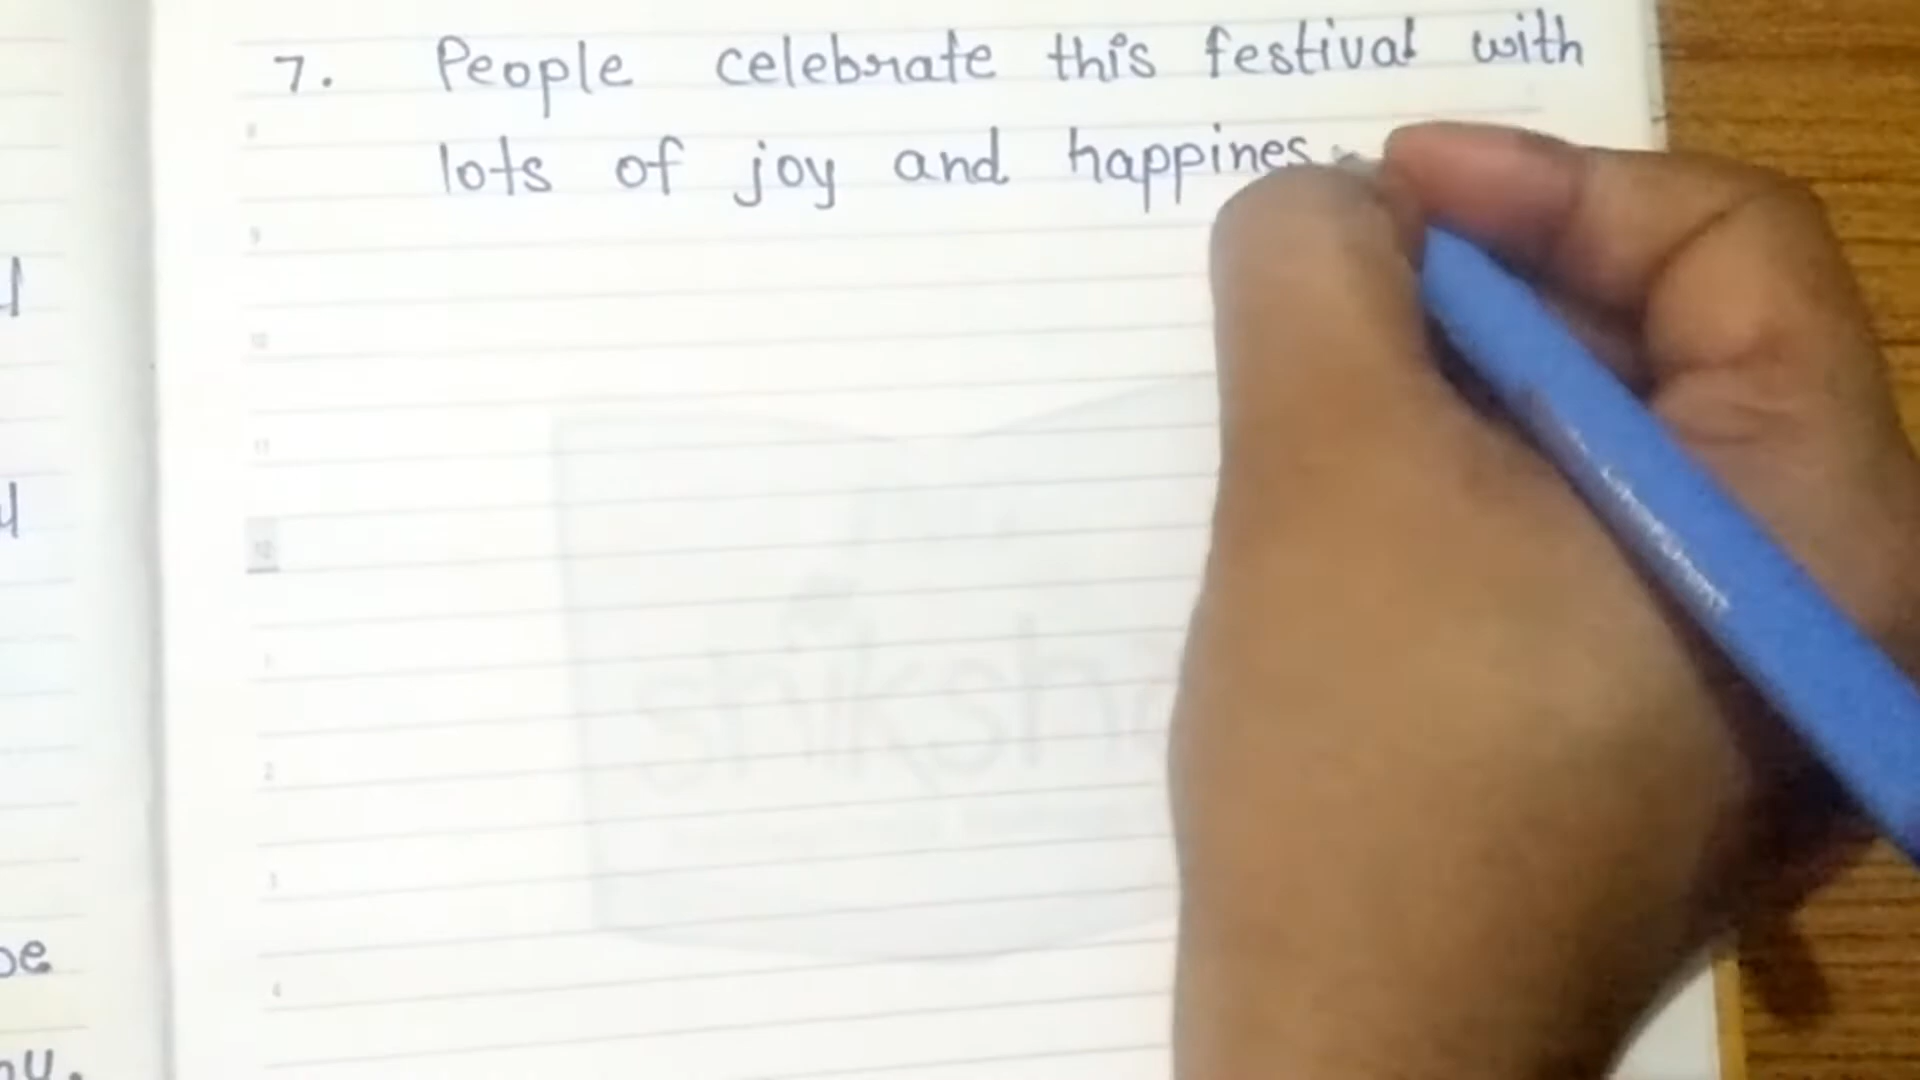 7. People celebrate this festival with
lots of joy and happines